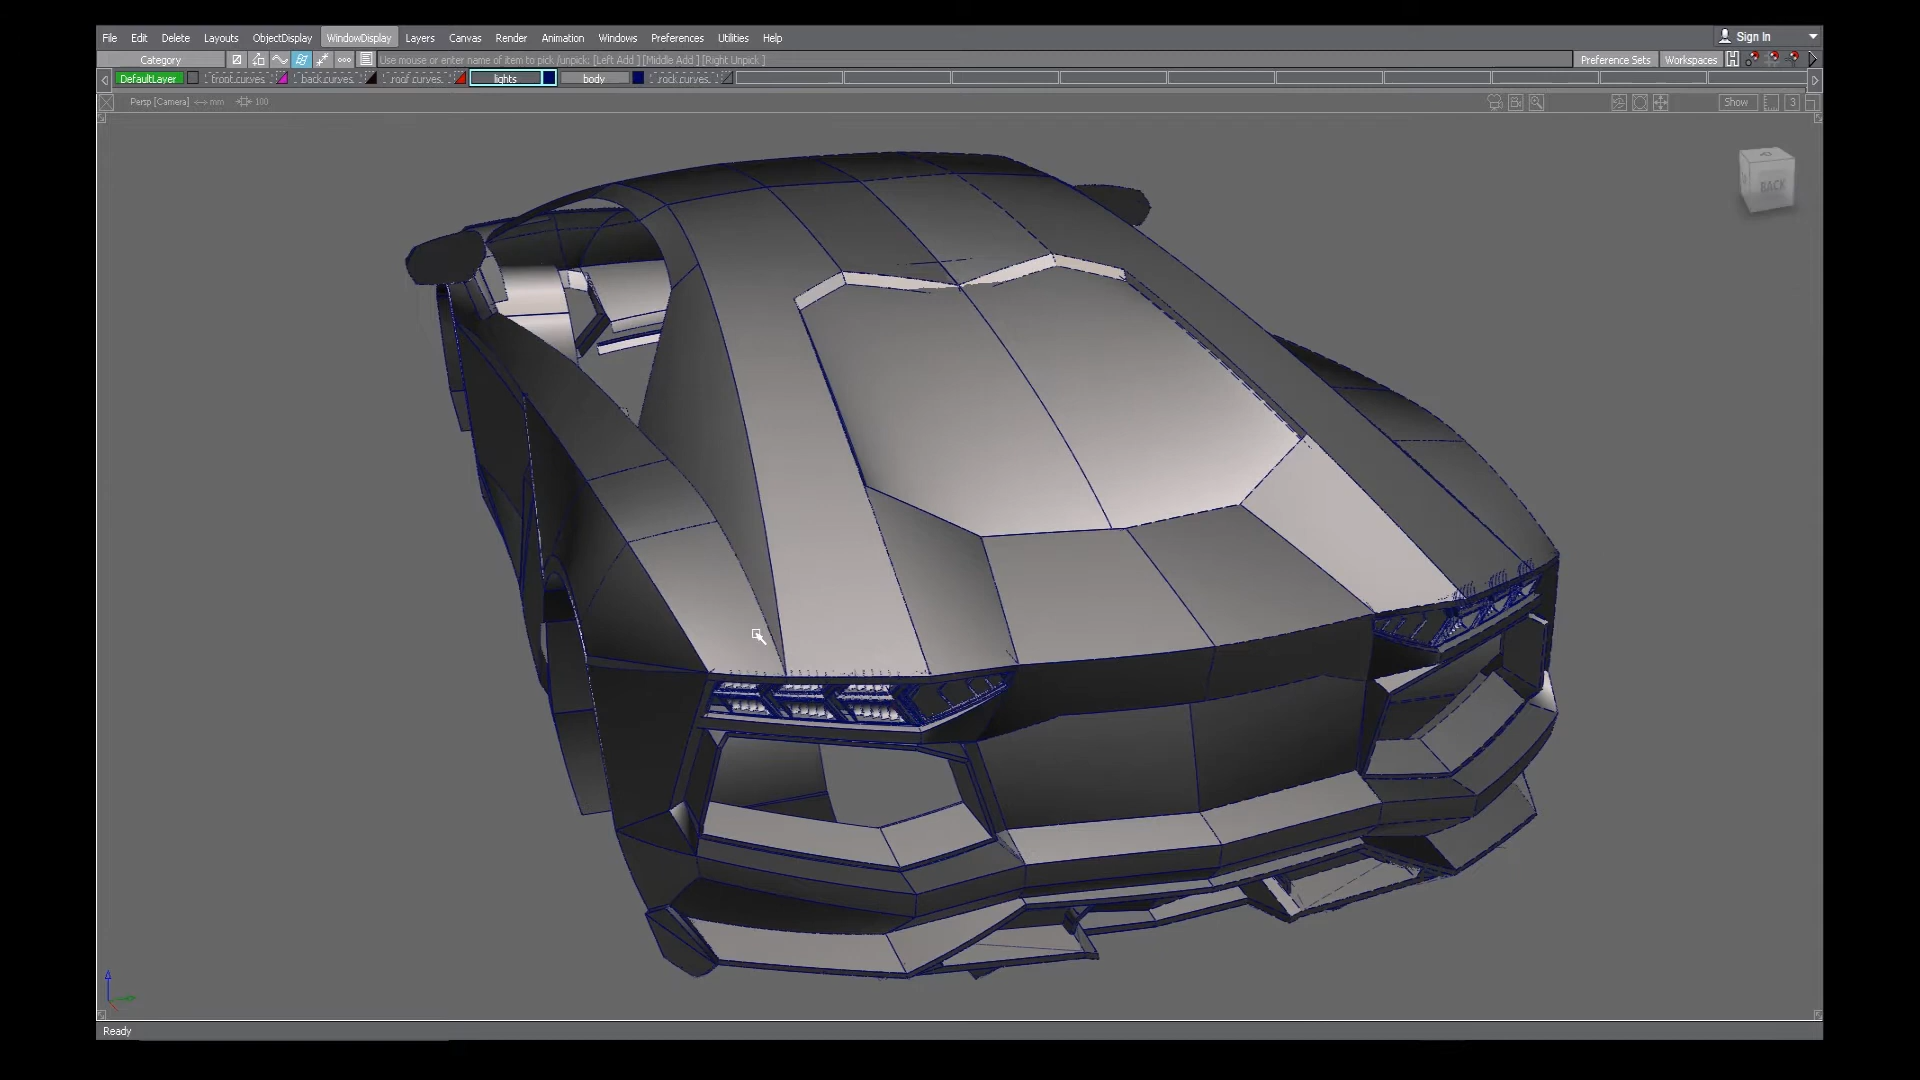 File Edit Delete Layouts ObjectDisplay WindowDisplay Layers Canvas Render Animation Windows Preferences Utilities Help Sign In
Category Use mouse or enter name of item to pick /unpick: [Left Add ] [Middle Add ] [Right Unpick ] Preference Sets Workspaces
DefaultLayer front curves back curves roof curves lights body rock curves
Persp [Camera] mm 100 Show 3
BACK
Ready